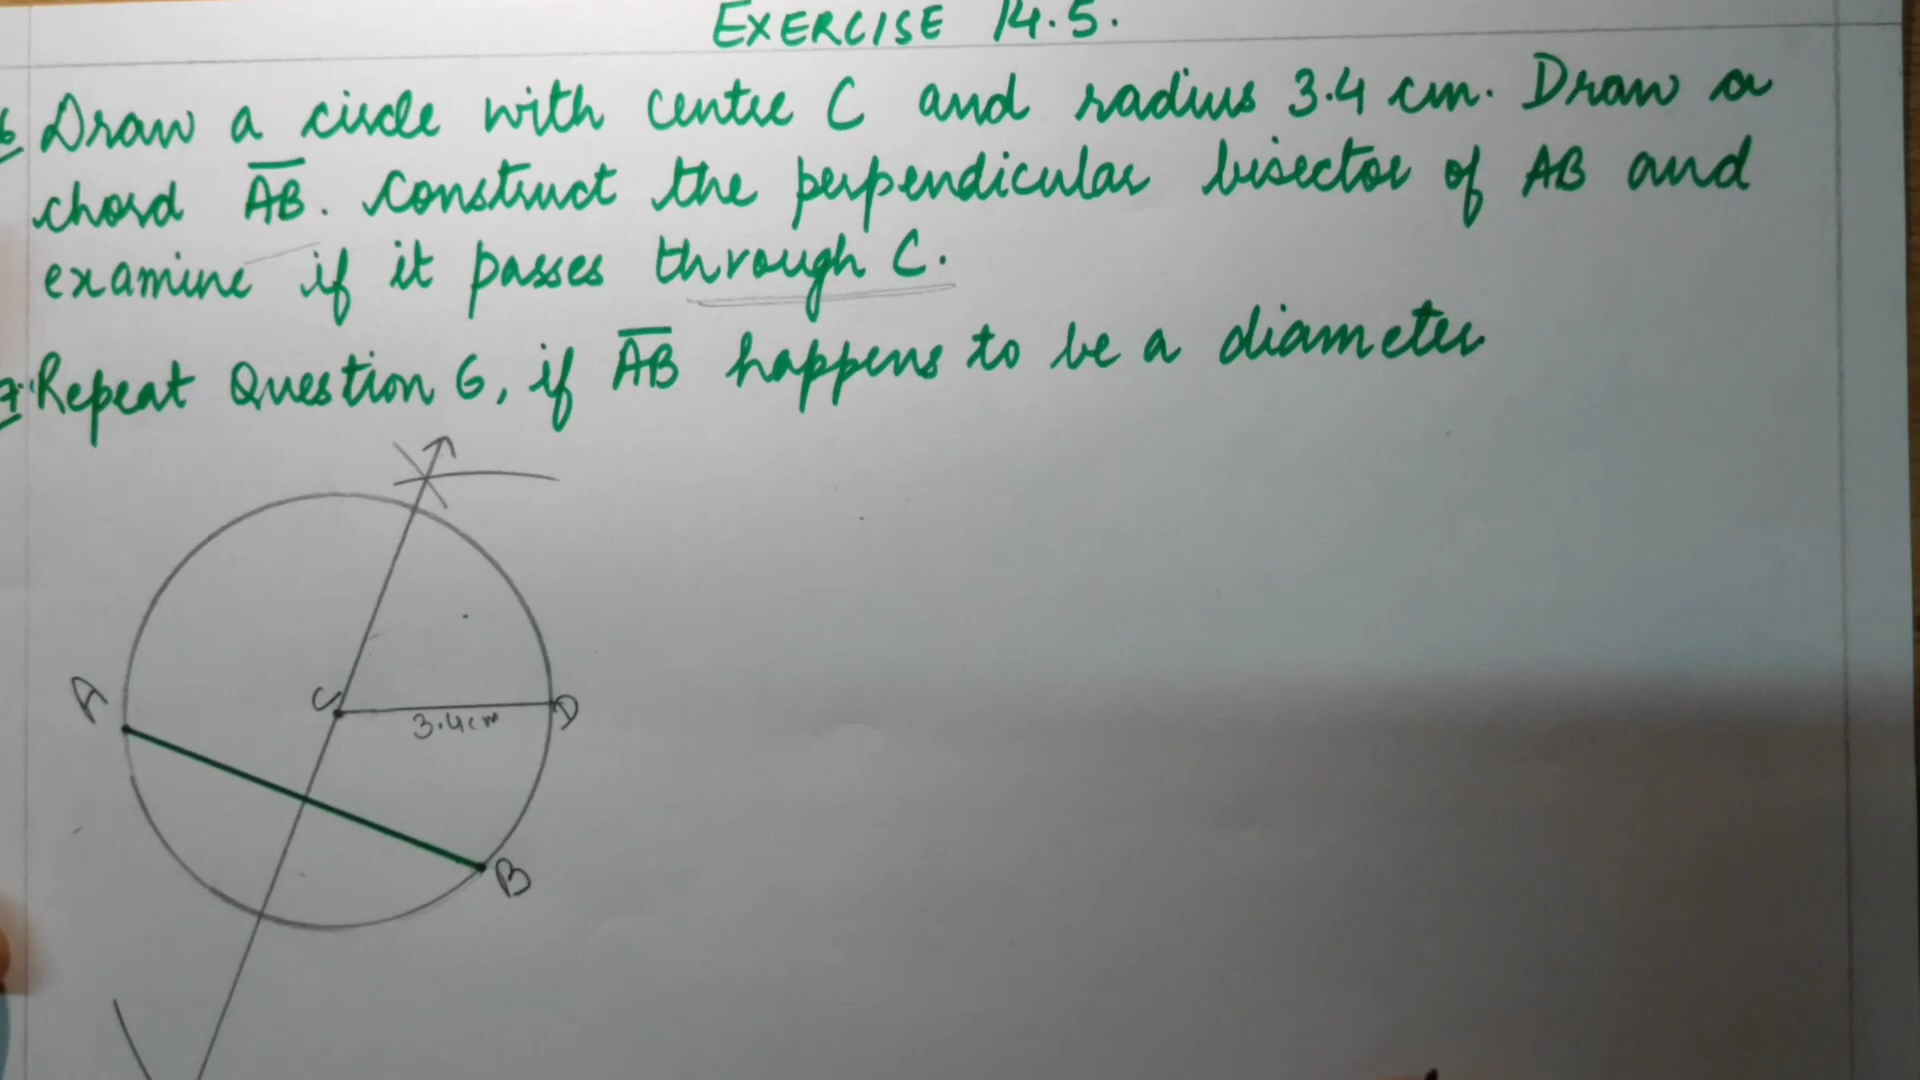 EXERCISE 14.5.
6 Draw a circle with centre C and radius 3.4 cm. Draw a
chord AB. Construct the perpendicular bisector of AB and
examine if it passes through C.
7. Repeat Question 6, if AB happens to be a diameter
A
C
3.4cm
D
B